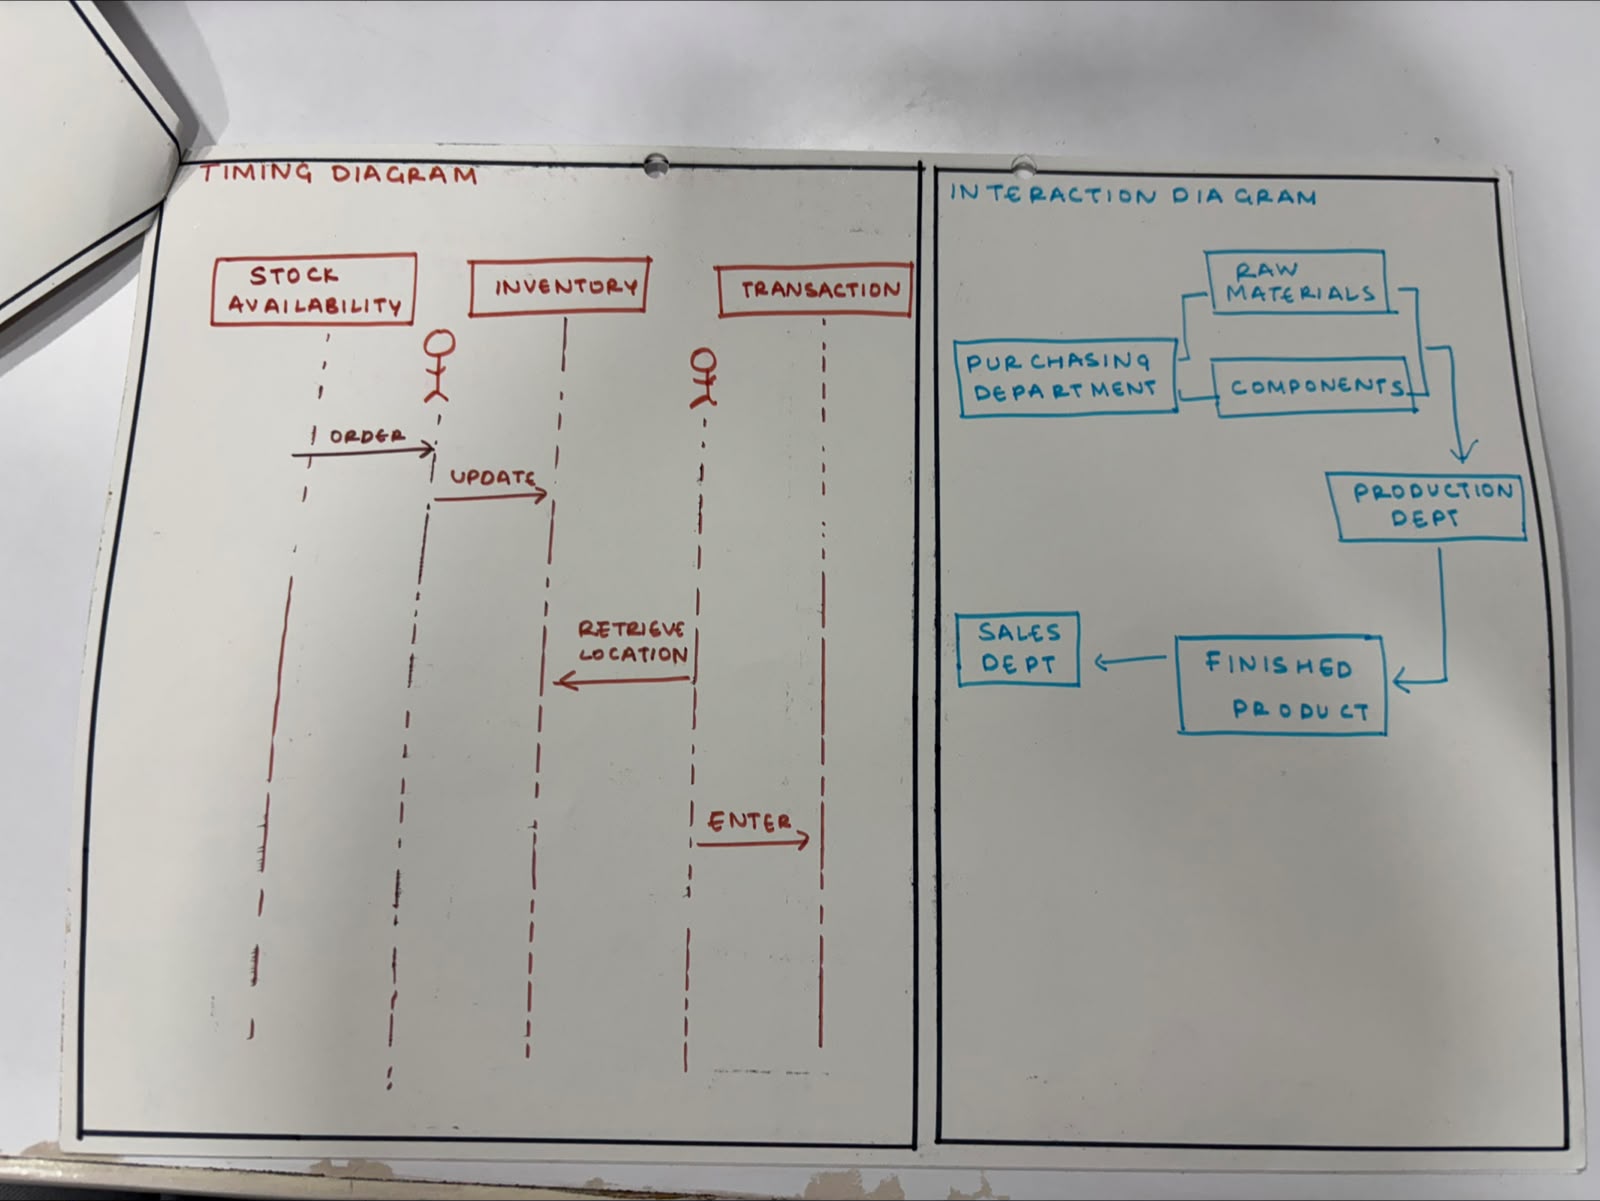 TIMING DIAGRAM
STOCK
AVAILABILITY
INVENTORY
TRANSACTION
ORDER
UPDATE
RETRIEVE
LOCATION
ENTER
INTERACTION DIAGRAM
RAW
MATERIALS
PURCHASING
DEPARTMENT
COMPONENTS
PRODUCTION
DEPT
SALES
DEPT
FINISHED
PRODUCT